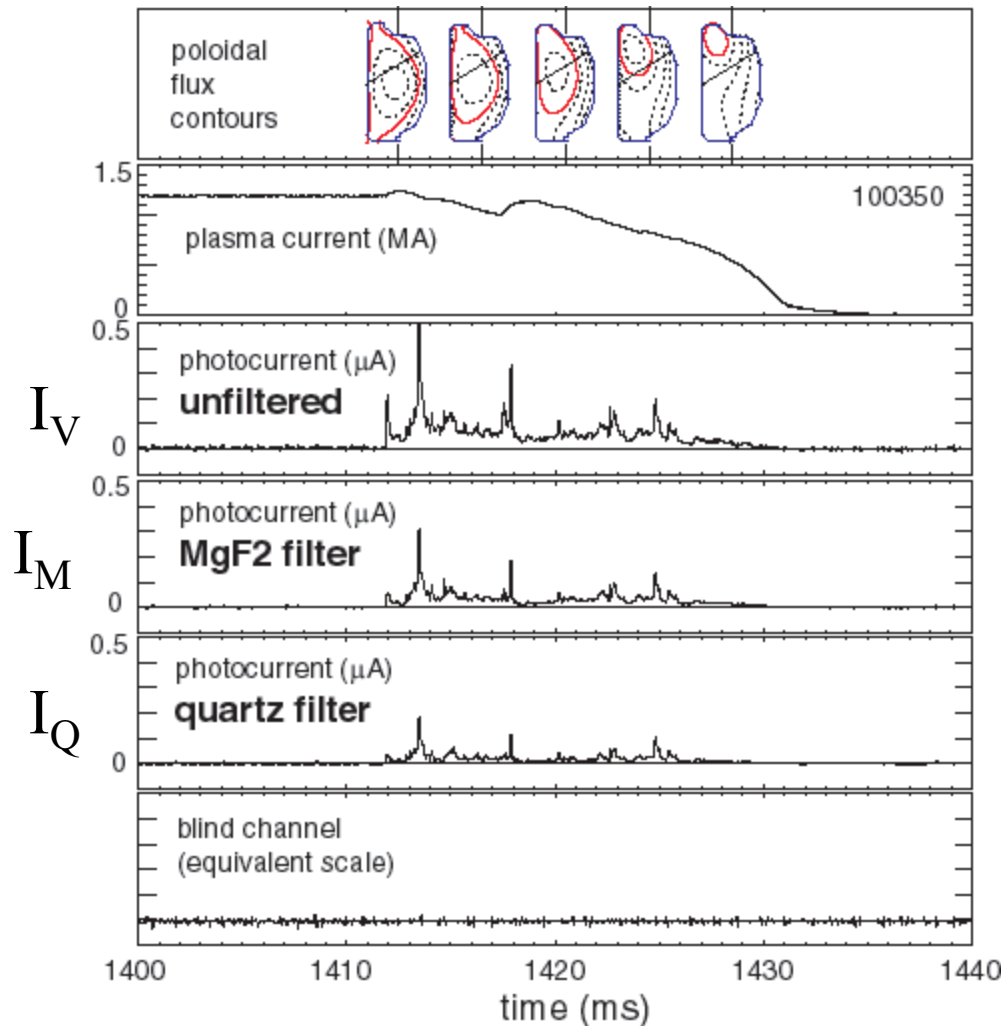 poloidal
flux
contours
1.5
100350
plasma current (MA)
0
0.5
photocurrent (μA)
unfiltered
I_V
0
0.5
photocurrent (μA)
MgF2 filter
I_M
0
0.5
photocurrent (μA)
quartz filter
I_Q
0
blind channel
(equivalent scale)
1400 1410 1420 1430 1440
time (ms)